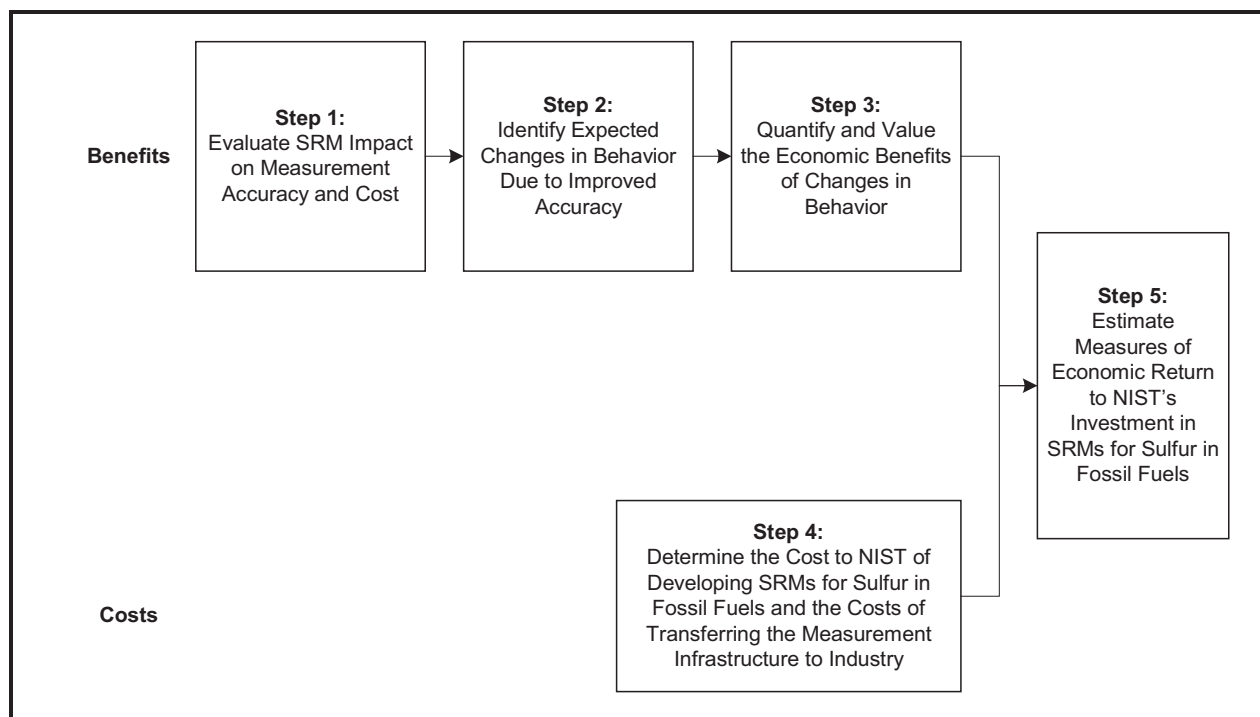 Benefits
Step 1:
Evaluate SRM Impact
on Measurement
Accuracy and Cost
Step 2:
Identify Expected
Changes in Behavior
Due to Improved
Accuracy
Step 3:
Quantify and Value
the Economic Benefits
of Changes in
Behavior
Step 5:
Estimate
Measures of
Economic Return
to NIST’s
Investment in
SRMs for Sulfur in
Fossil Fuels
Costs
Step 4:
Determine the Cost to NIST of
Developing SRMs for Sulfur in
Fossil Fuels and the Costs of
Transferring the Measurement
Infrastructure to Industry